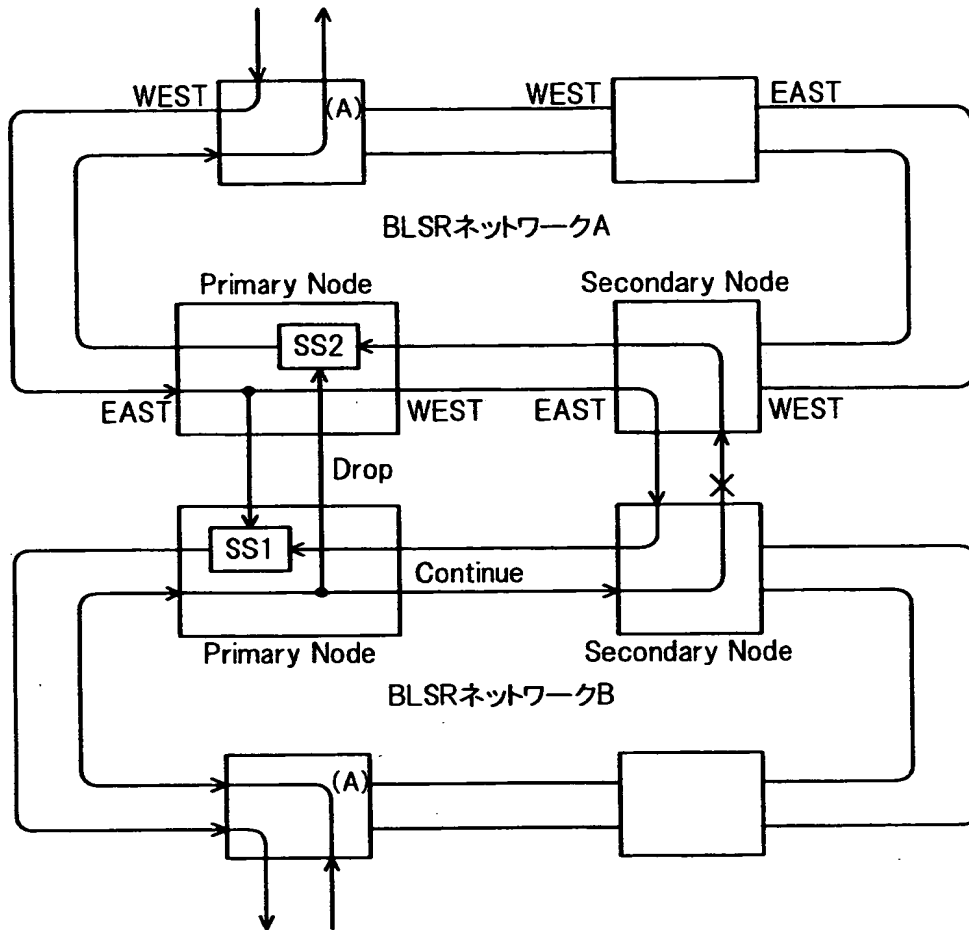 WEST
(A)
WEST
EAST
BLSRネットワークA
Primary Node
Secondary Node
SS2
EAST
WEST
EAST
WEST
Drop
SS1
Continue
Primary Node
Secondary Node
BLSRネットワークB
(A)